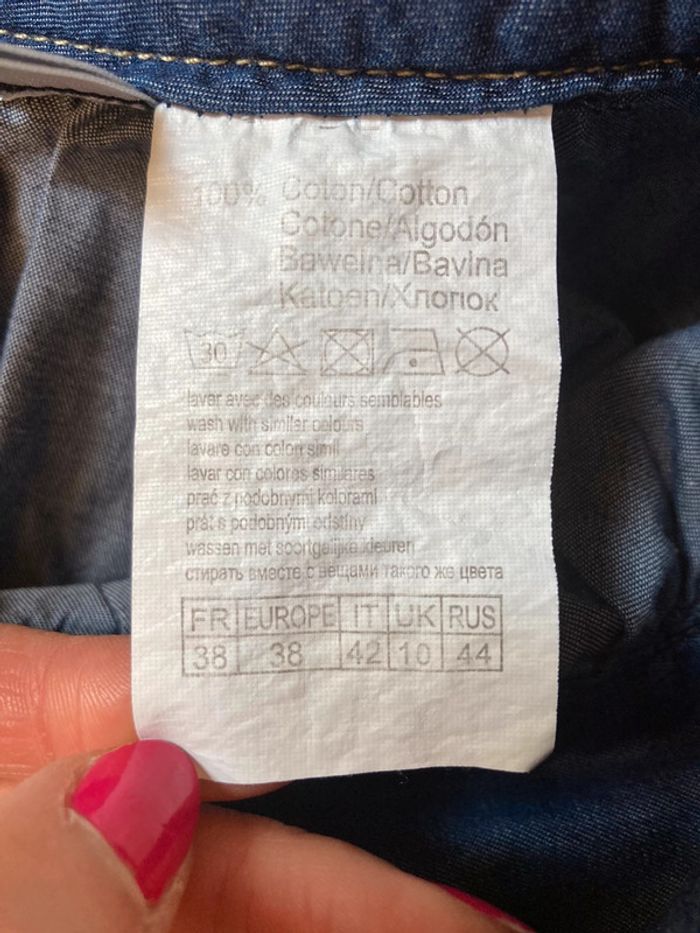 100% Coton/Cotton
Cotone/Algodón
Bawełna/Bavlna
Katoen/Хлопок
30
laver avec des couleurs semblables
wash with similar colours
lavare con colori simili
lavar con colores similares
prać z podobnymi kolorami
prát s podobnými odstíny
wassen met soortgelijke kleuren
стирать вместе с вещами такого же цвета
FR EUROPE IT UK RUS
38 38 42 10 44